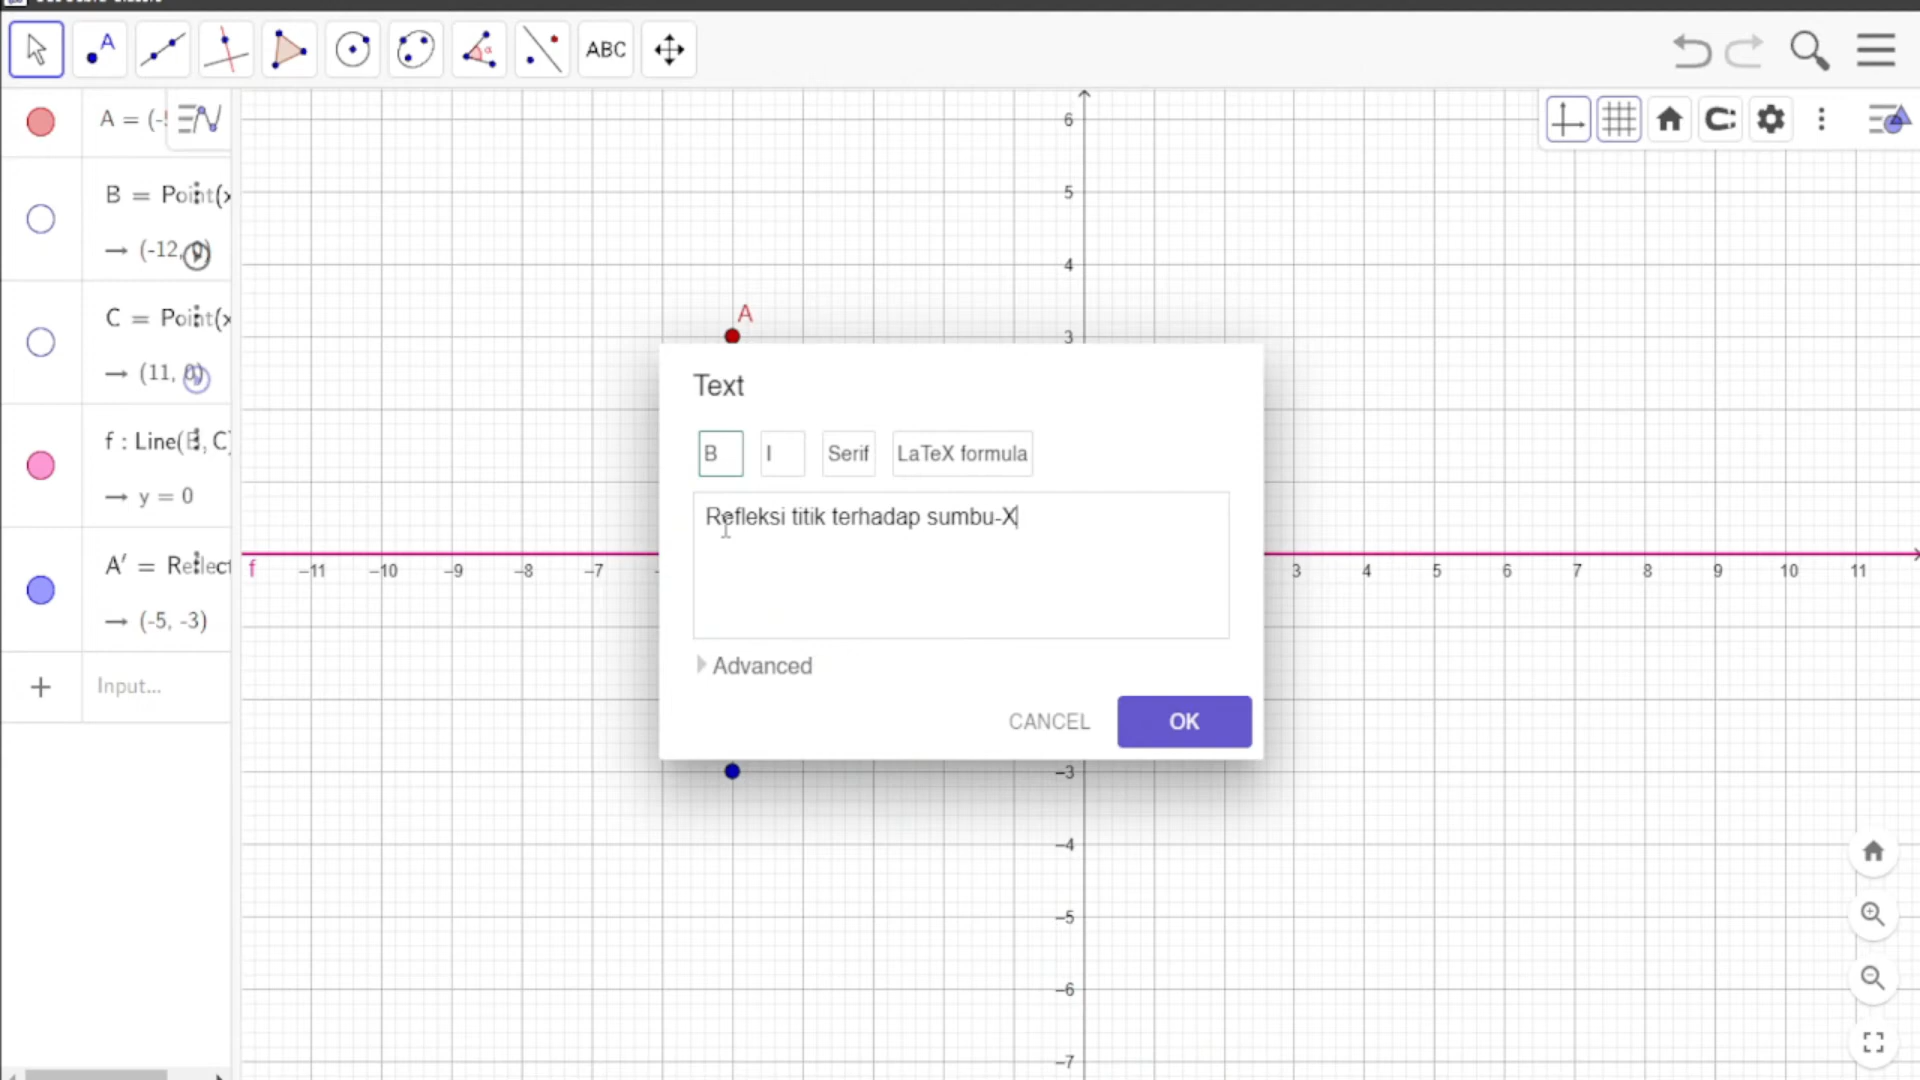 A
ABC
A = (-5
B = Point(x
→ (-12, 0)
C = Point(x
→ (11, 0)
f : Line(B, C)
→ y = 0
A′ = Reflect
→ (-5, -3)
+ Input...
6
5
4
A
3
Text
B I Serif LaTeX formula
Refleksi titik terhadap sumbu-X
f –11 –10 –9 –8 –7 3 4 5 6 7 8 9 10 11
Advanced
CANCEL OK
–3
–4
–5
–6
–7